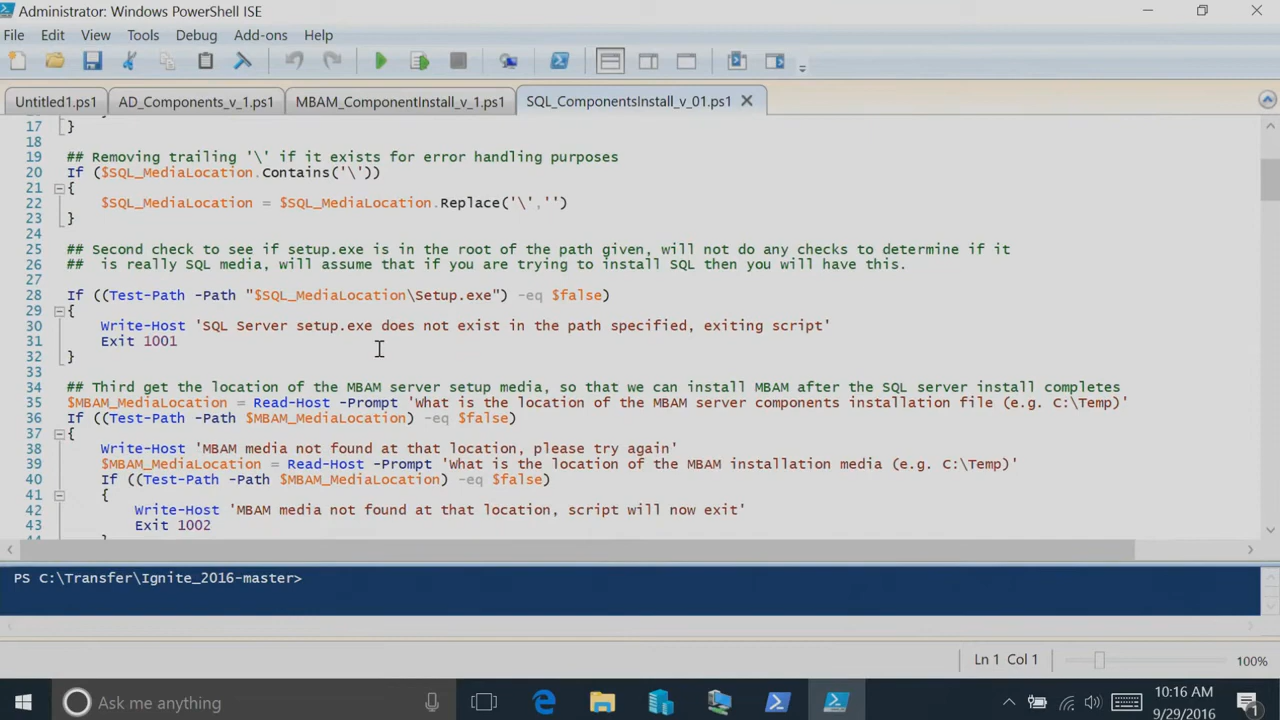 Administrator: Windows PowerShell ISE
File Edit View Tools Debug Add-ons Help
Untitled1.ps1 AD_Components_v_1.ps1 MBAM_ComponentInstall_v_1.ps1 SQL_ComponentsInstall_v_01.ps1
17 }
18
19 ## Removing trailing '\' if it exists for error handling purposes
20 If ($SQL_MediaLocation.Contains('\'))
21 {
22 $SQL_MediaLocation = $SQL_MediaLocation.Replace('\','')
23 }
24
25 ## Second check to see if setup.exe is in the root of the path given, will not do any checks to determine if it
26 ## is really SQL media, will assume that if you are trying to install SQL then you will have this.
27
28 If ((Test-Path -Path "$SQL_MediaLocation\Setup.exe") -eq $false)
29 {
30 Write-Host 'SQL Server setup.exe does not exist in the path specified, exiting script'
31 Exit 1001
32 }
33
34 ## Third get the location of the MBAM server setup media, so that we can install MBAM after the SQL server install completes
35 $MBAM_MediaLocation = Read-Host -Prompt 'What is the location of the MBAM server components installation file (e.g. C:\Temp)'
36 If ((Test-Path -Path $MBAM_MediaLocation) -eq $false)
37 {
38 Write-Host 'MBAM media not found at that location, please try again'
39 $MBAM_MediaLocation = Read-Host -Prompt 'What is the location of the MBAM installation media (e.g. C:\Temp)'
40 If ((Test-Path -Path $MBAM_MediaLocation) -eq $false)
41 {
42 Write-Host 'MBAM media not found at that location, script will now exit'
43 Exit 1002
PS C:\Transfer\Ignite_2016-master>
Ln 1 Col 1 100%
Ask me anything
10:16 AM
9/29/2016
1